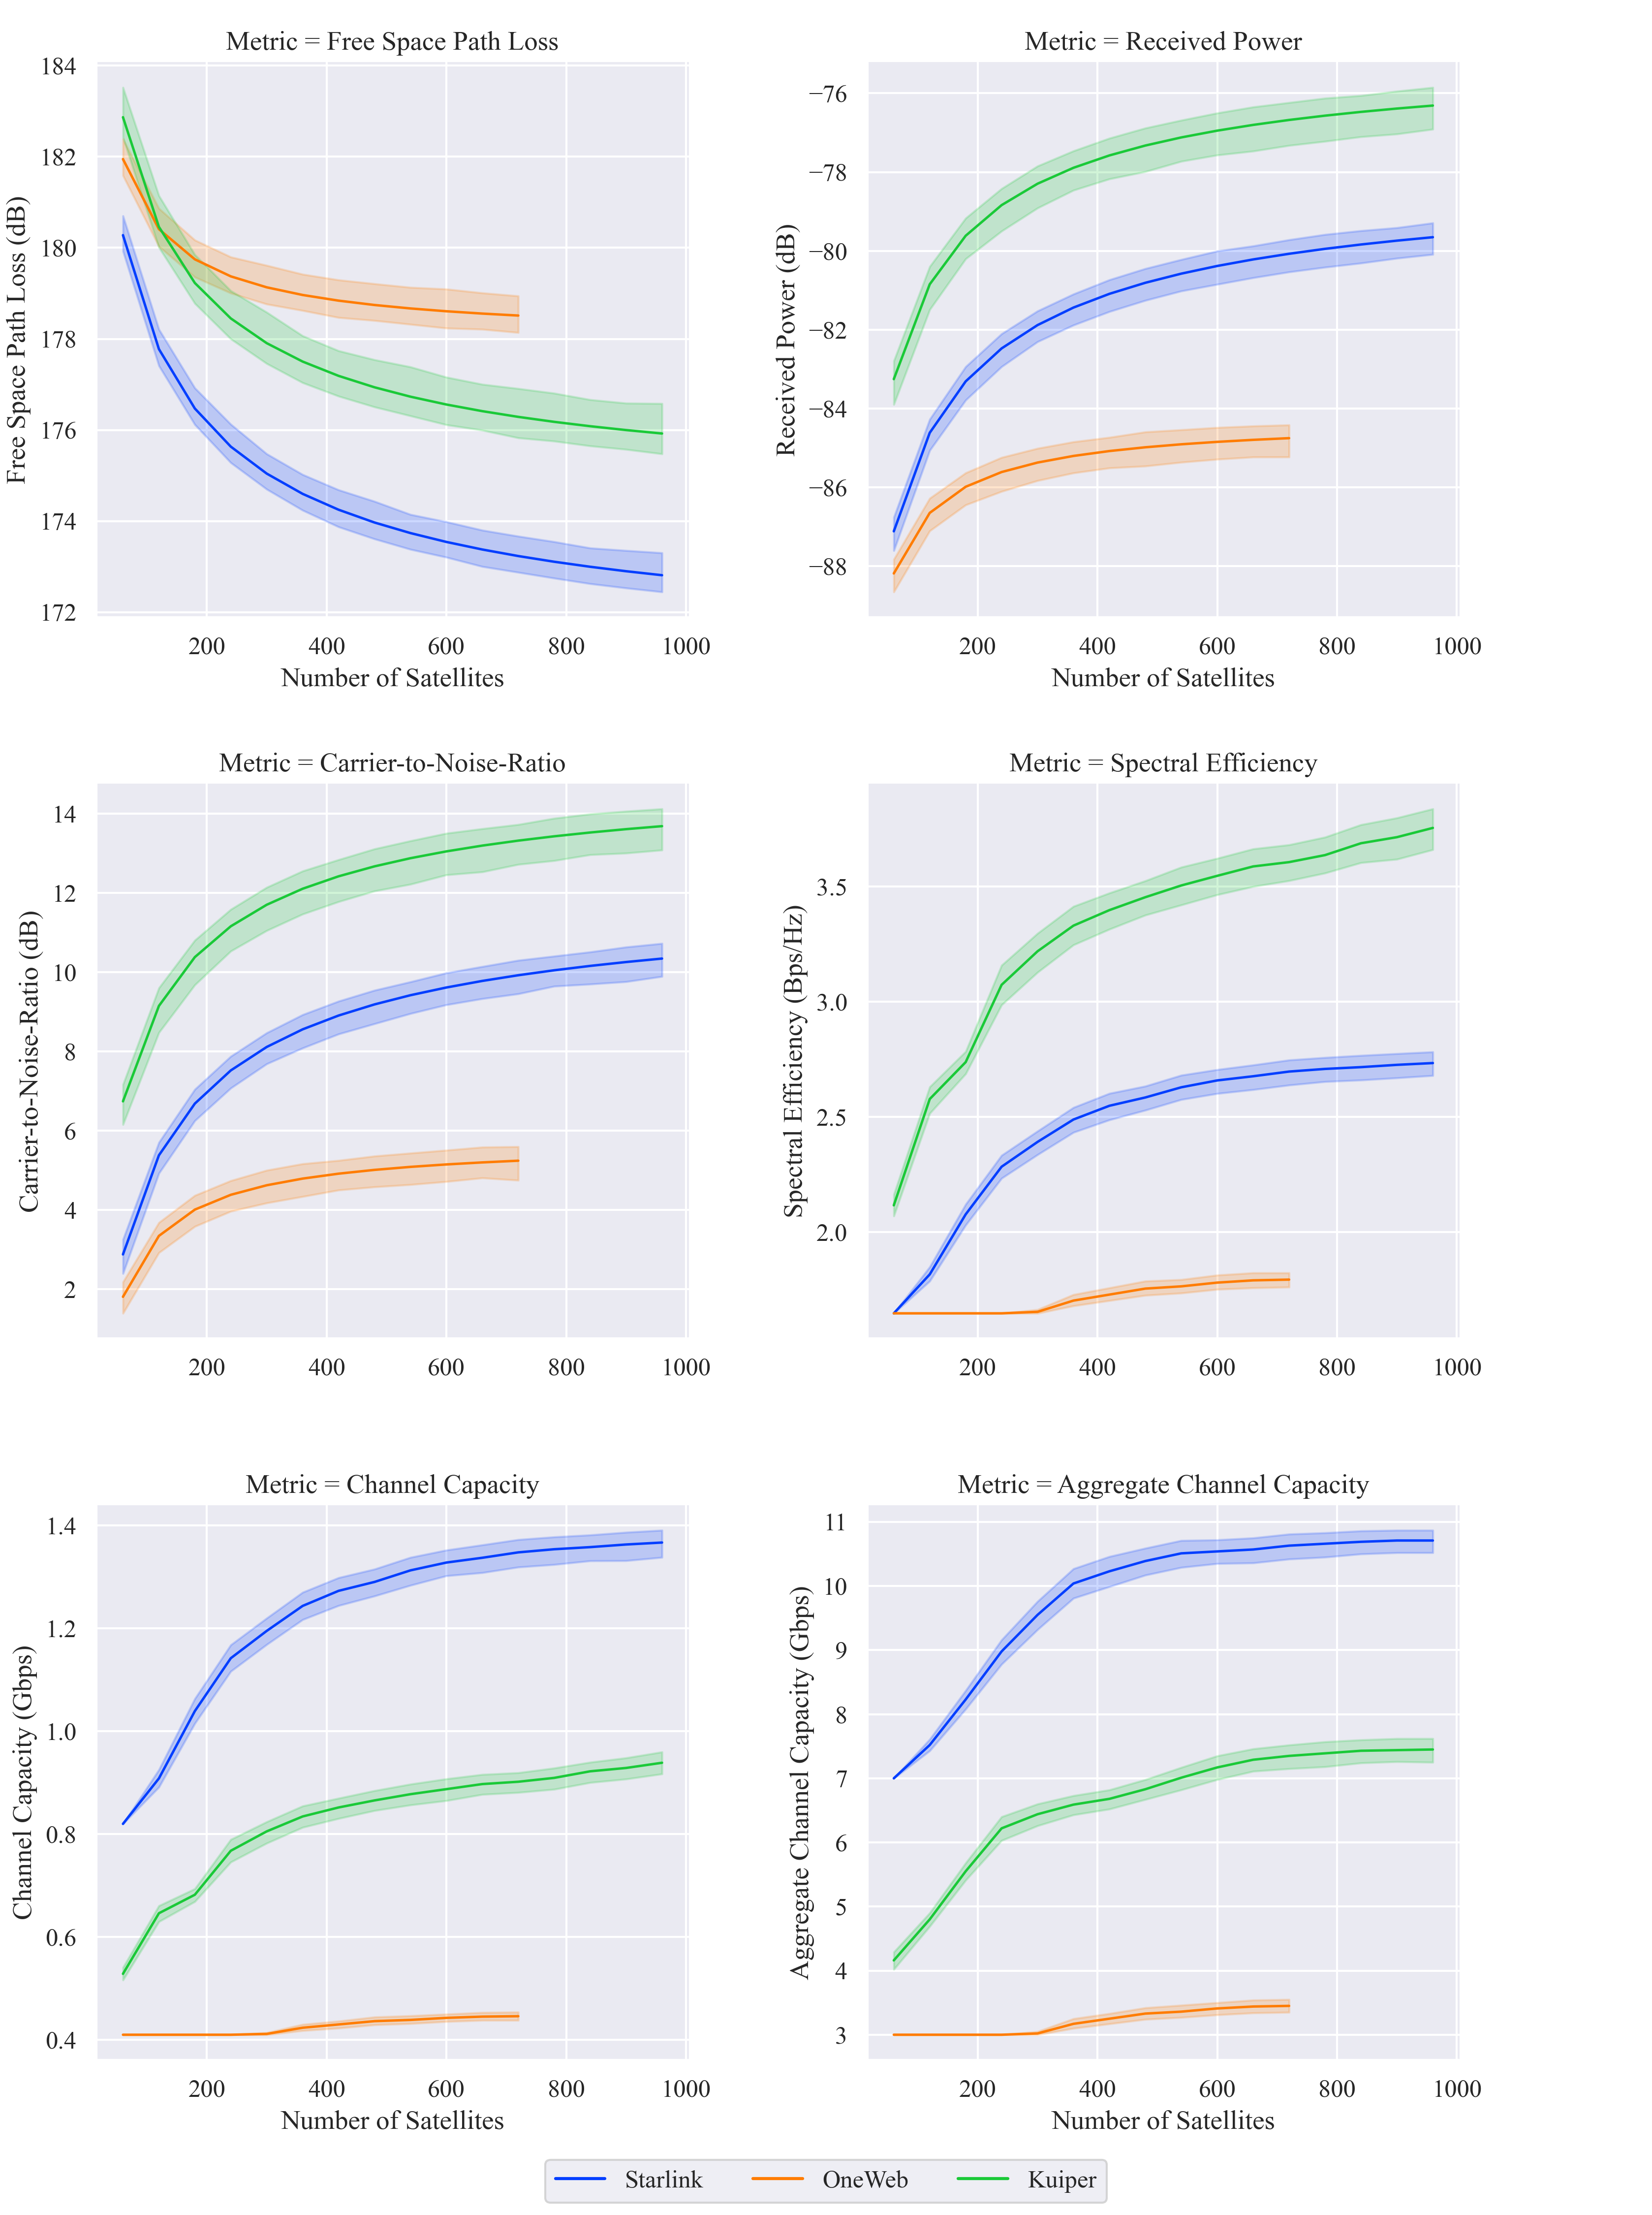 Metric = Free Space Path Loss
Free Space Path Loss (dB)
184
182
180
178
176
174
172
200 400 600 800 1000
Number of Satellites
Metric = Received Power
Received Power (dB)
−76
−78
−80
−82
−84
−86
−88
200 400 600 800 1000
Number of Satellites
Metric = Carrier-to-Noise-Ratio
Carrier-to-Noise-Ratio (dB)
14
12
10
8
6
4
2
200 400 600 800 1000
Metric = Spectral Efficiency
Spectral Efficiency (Bps/Hz)
3.5
3.0
2.5
2.0
200 400 600 800 1000
Metric = Channel Capacity
Channel Capacity (Gbps)
1.4
1.2
1.0
0.8
0.6
0.4
200 400 600 800 1000
Number of Satellites
Metric = Aggregate Channel Capacity
Aggregate Channel Capacity (Gbps)
11
10
9
8
7
6
5
4
3
200 400 600 800 1000
Number of Satellites
Starlink OneWeb Kuiper